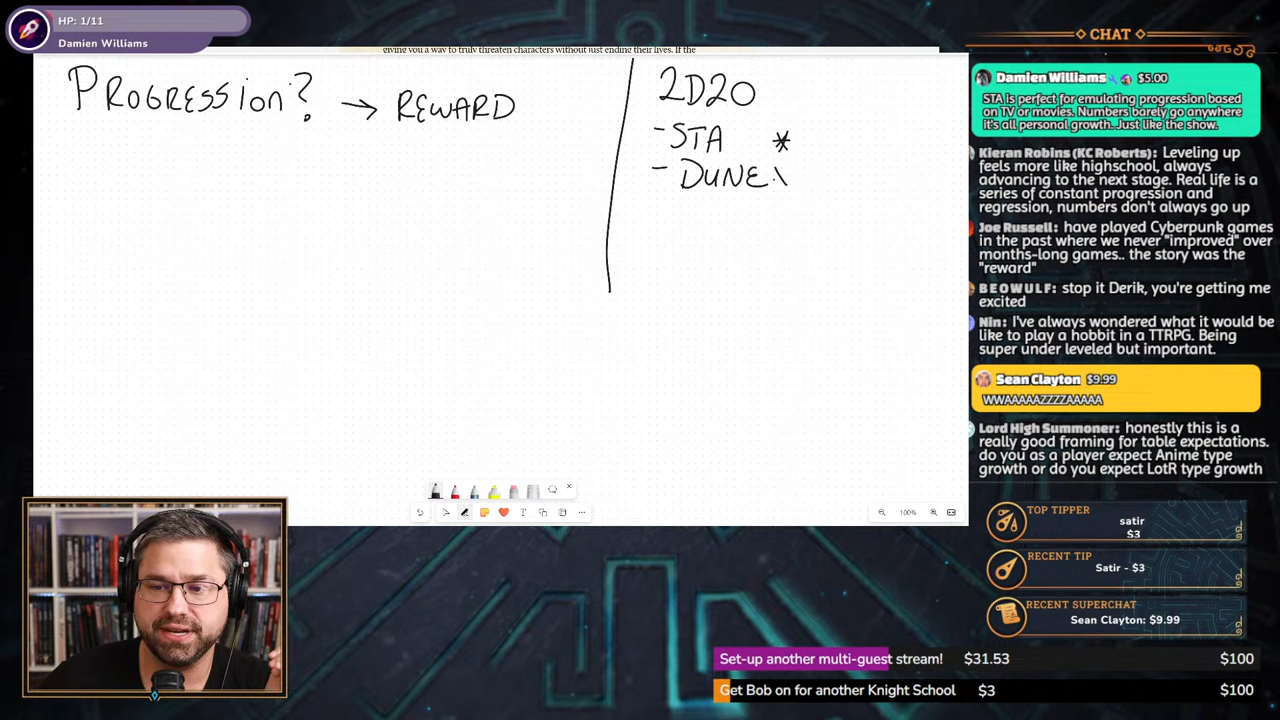 HP: 1/11
Damien Williams
giving you a way to truly threaten characters without just ending their lives. If the
PROGRESSion? → REWARD
2D20
- STA *
- DUNE
100%
CHAT
Damien Williams $5.00
STA is perfect for emulating progression based
on TV or movies. Numbers barely go anywhere
it's all personal growth. Just like the show.
Kieran Robins (KC Roberts): Leveling up
feels more like highschool, always
advancing to the next stage. Real life is a
series of constant progression and
regression, numbers don't always go up
Joe Russell: have played Cyberpunk games
in the past where we never "improved" over
months-long games.. the story was the
"reward"
BEOWULF: stop it Derik, you're getting me
excited
Nin: I've always wondered what it would be
like to play a hobbit in a TTRPG. Being
super under leveled but important.
Sean Clayton $9.99
WWAAAAAZZZZAAAAA
Lord High Summoner: honestly this is a
really good framing for table expectations.
do you as a player expect Anime type
growth or do you expect LotR type growth
TOP TIPPER
satir
$3
RECENT TIP
Satir - $3
RECENT SUPERCHAT
Sean Clayton: $9.99
Set-up another multi-guest stream! $31.53 $100
Get Bob on for another Knight School $3 $100